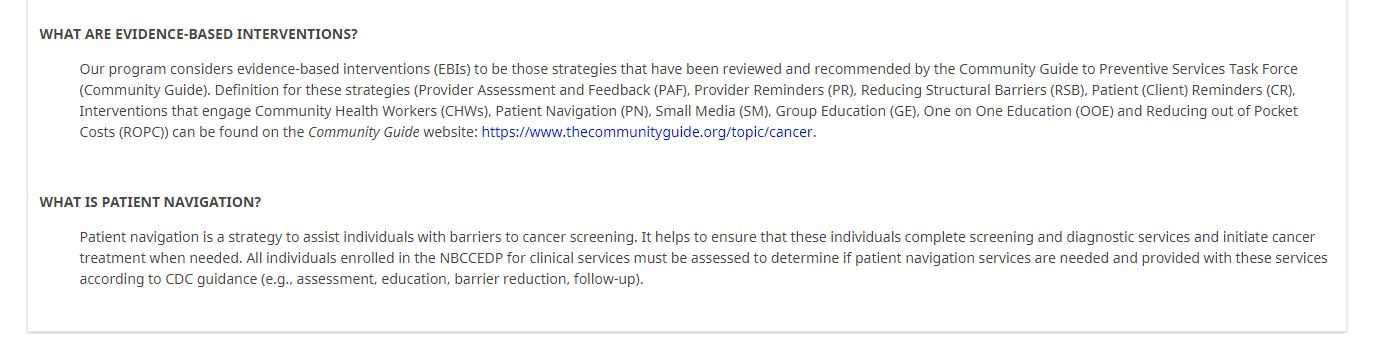 WHAT ARE EVIDENCE-BASED INTERVENTIONS?
Our program considers evidence-based interventions (EBIs) to be those strategies that have been reviewed and recommended by the Community Guide to Preventive Services Task Force
(Community Guide). Definition for these strategies (Provider Assessment and Feedback (PAF), Provider Reminders (PR), Reducing Structural Barriers (RSB), Patient (Client) Reminders (CR),
Interventions that engage Community Health Workers (CHWs), Patient Navigation (PN), Small Media (SM), Group Education (GE), One on One Education (OOE) and Reducing out of Pocket
Costs (ROPC)) can be found on the Community Guide website: https://www.thecommunityguide.org/topic/cancer.
WHAT IS PATIENT NAVIGATION?
Patient navigation is a strategy to assist individuals with barriers to cancer screening. It helps to ensure that these individuals complete screening and diagnostic services and initiate cancer
treatment when needed. All individuals enrolled in the NBCCEDP for clinical services must be assessed to determine if patient navigation services are needed and provided with these services
according to CDC guidance (e.g., assessment, education, barrier reduction, follow-up).